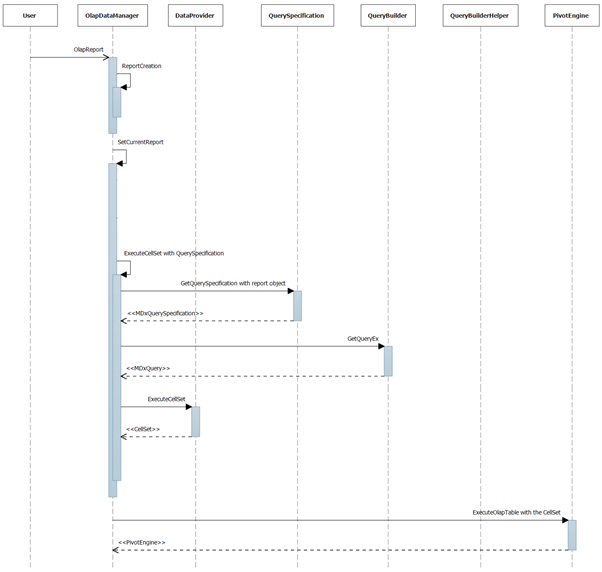 User
OlapDataManager
DataProvider
QuerySpecification
QueryBuilder
QueryBuilderHelper
PivotEngine
OlapReport
ReportCreation
SetCurrentReport
ExecuteCellSet with QuerySpecification
GetQuerySpecification with report object
<<MDxQuerySpecification>>
GetQueryEx
<<MDxQuery>>
ExecuteCellSet
<<CellSet>>
ExecuteOlapTable with the CellSet
<<PivotEngine>>